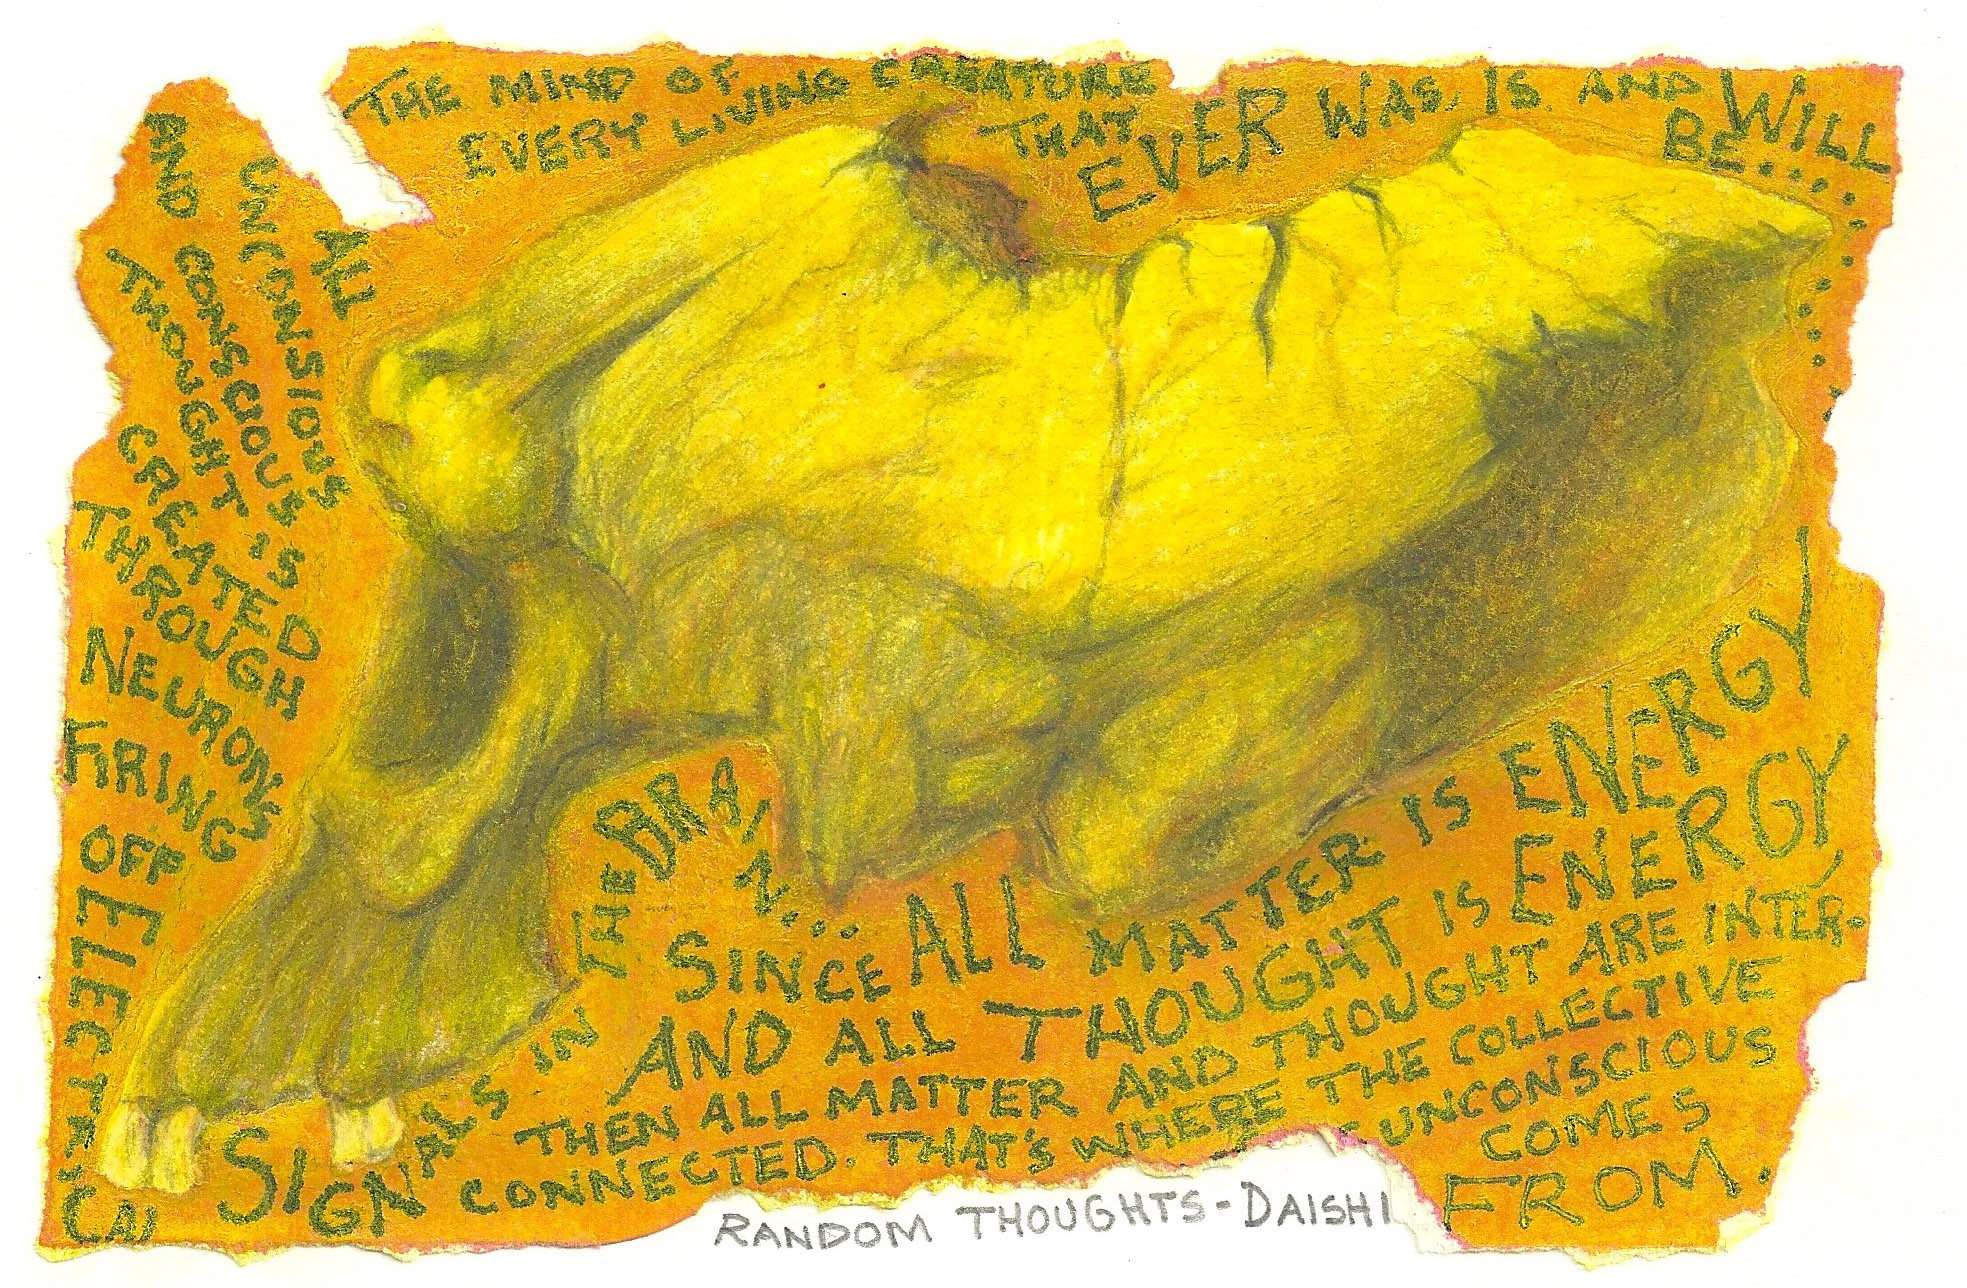 ALL
UNCONSIOUS
AND CONSCIOUS
THOUGHT IS
CREATED
THROUGH
NEURONS
FIRING
OFF
ELECTRICAL
SIGNALS IN THE BRAIN...
SINCE ALL MATTER IS ENERGY
AND ALL THOUGHT IS ENERGY,
THEN ALL MATTER AND THOUGHT ARE INTER-
CONNECTED. THAT'S WHERE THE COLLECTIVE
UNCONSCIOUS
COMES
FROM.
THE MIND OF
EVERY LIVING CREATURE
THAT EVER WAS, IS, AND WILL
BE....
RANDOM THOUGHTS-DAISHI